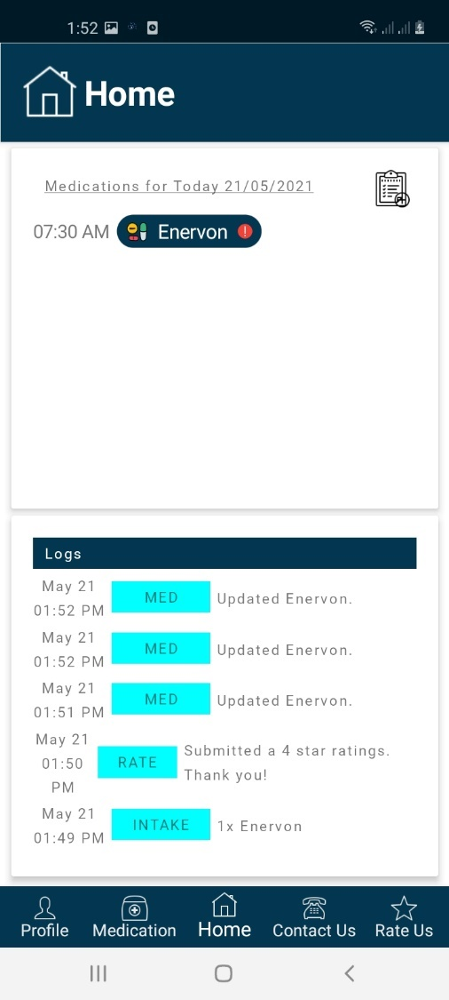 1:52
Home
Medications for Today 21/05/2021
07:30 AM Enervon
Logs
May 21
01:52 PM MED Updated Enervon.
May 21
01:52 PM MED Updated Enervon.
May 21
01:51 PM MED Updated Enervon.
May 21
01:50
PM
RATE
Submitted a 4 star ratings.
Thank you!
May 21
01:49 PM INTAKE 1x Enervon
Profile Medication Home Contact Us Rate Us